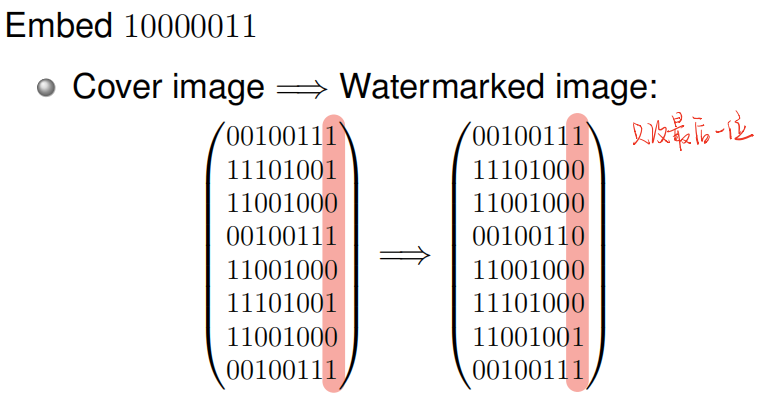 Embed 10000011
Cover image ⟹ Watermarked image:
00100111 00100111 只改最后一位
11101001 11101000
11001000 11001000
00100111 ⟹ 00100110
11001000 11001000
11101001 11101000
11001000 11001001
00100111 00100111